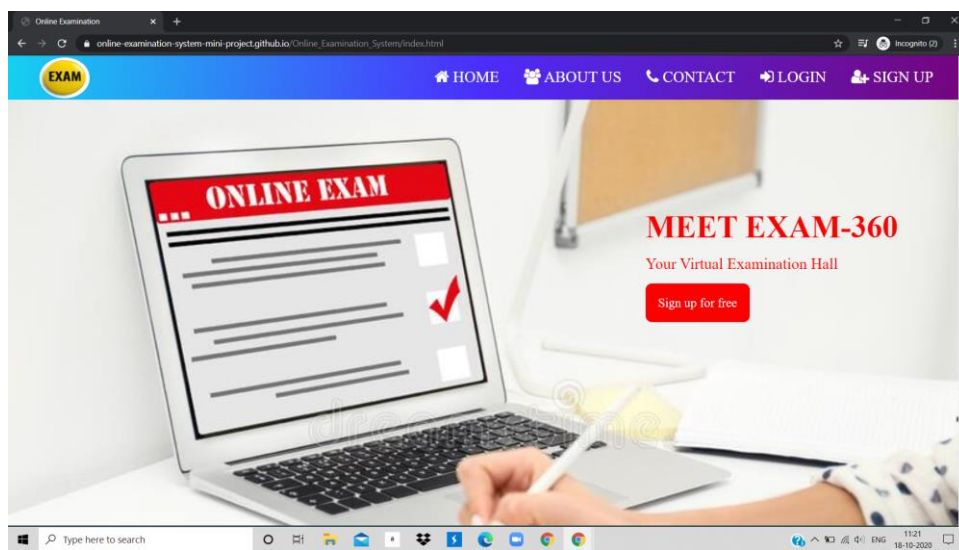 Online Examination
Incognito (2)
online-examination-system-mini-project.github.io/Online_Examination_System/index.html
EXAM
HOME
ABOUT US
CONTACT
LOGIN
SIGN UP
ONLINE EXAM
MEET EXAM-360
Your Virtual Examination Hall
Sign up for free
dreamstime
Type here to search
ENG
11:21
18-10-2020